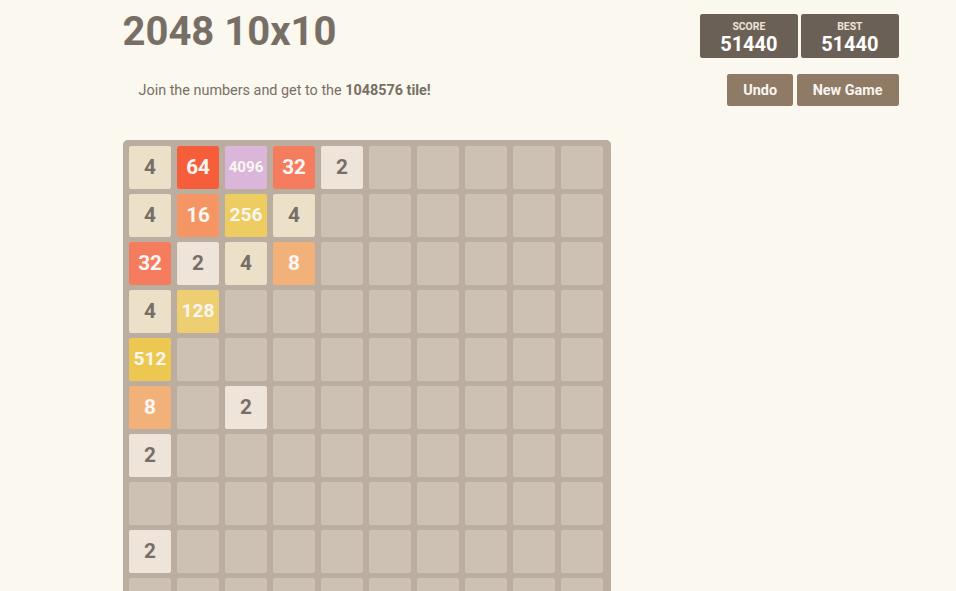 2048 10x10
SCORE
51440
BEST
51440
Join the numbers and get to the 1048576 tile!
Undo
New Game
4 64 4096 32 2
4 16 256 4
32 2 4 8
4 128
512
8 2
2
2